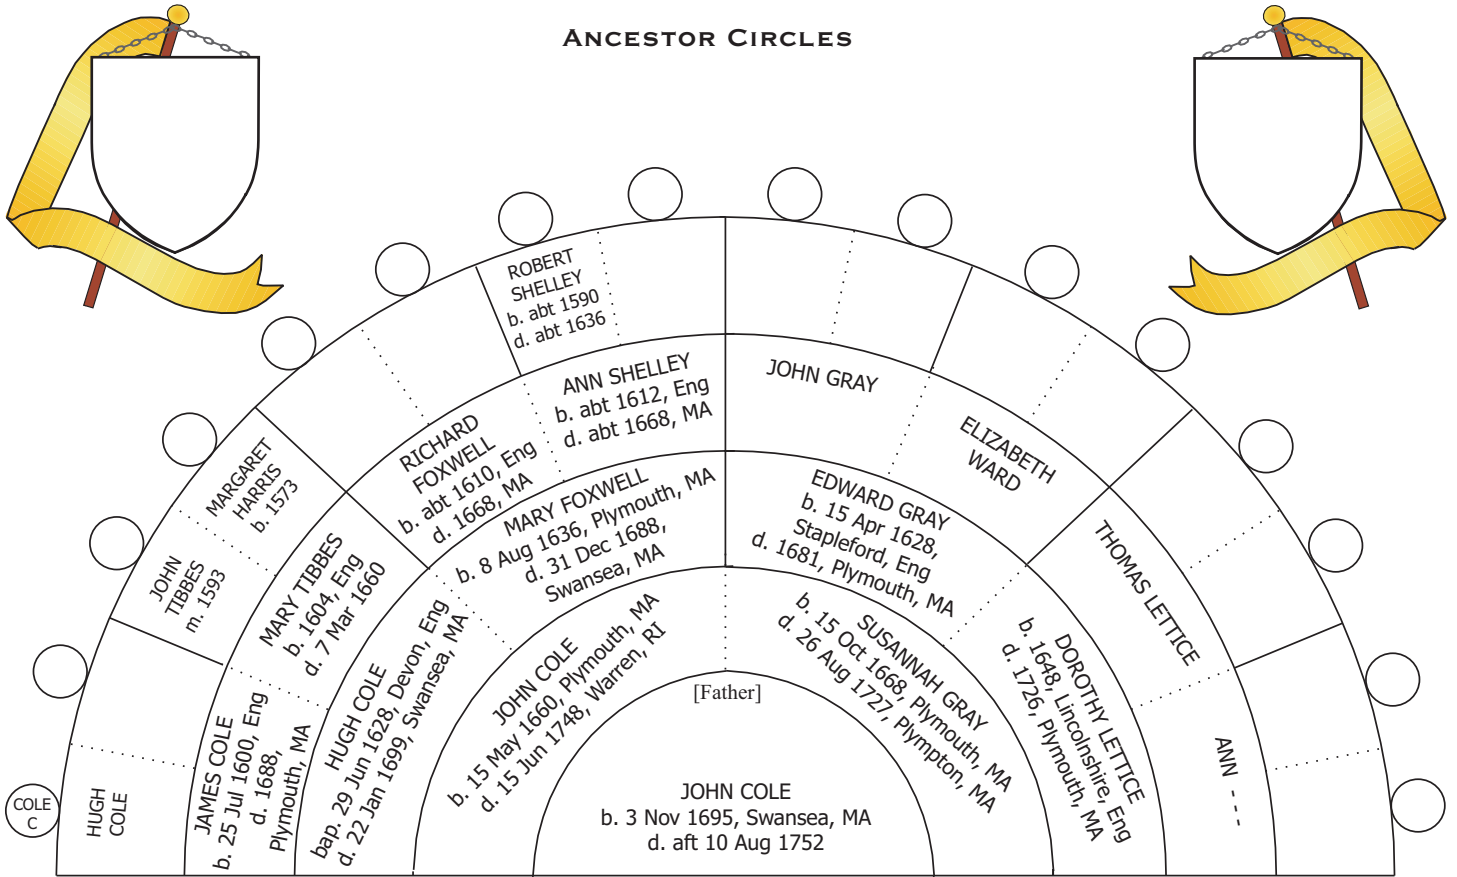 ANCESTOR CIRCLES
COLE
C
HUGH
COLE
JOHN
TIBBES
m. 1593
MARGARET
HARRIS
b. 1573
ROBERT
SHELLEY
b. abt 1590
d. abt 1636
JAMES COLE
b. 25 Jul 1600, Eng
d. 1688,
Plymouth, MA
MARY TIBBES
b. 1604, Eng
d. 7 Mar 1660
RICHARD
FOXWELL
b. abt 1610, Eng
d. 1668, MA
ANN SHELLEY
b. abt 1612, Eng
d. abt 1668, MA
JOHN GRAY
ELIZABETH
WARD
THOMAS LETTICE
ANN - - -
HUGH COLE
bap. 29 Jun 1628, Devon, Eng
d. 22 Jan 1699, Swansea, MA
MARY FOXWELL
b. 8 Aug 1636, Plymouth, MA
d. 31 Dec 1688,
Swansea, MA
EDWARD GRAY
b. 15 Apr 1628,
Stapleford, Eng
d. 1681, Plymouth, MA
DOROTHY LETTICE
b. 1648, Lincolnshire, Eng
d. 1726, Plymouth, MA
JOHN COLE
b. 15 May 1660, Plymouth, MA
d. 15 Jun 1748, Warren, RI
SUSANNAH GRAY
b. 15 Oct 1668, Plymouth, MA
d. 26 Aug 1727, Plympton, MA
[Father]
JOHN COLE
b. 3 Nov 1695, Swansea, MA
d. aft 10 Aug 1752